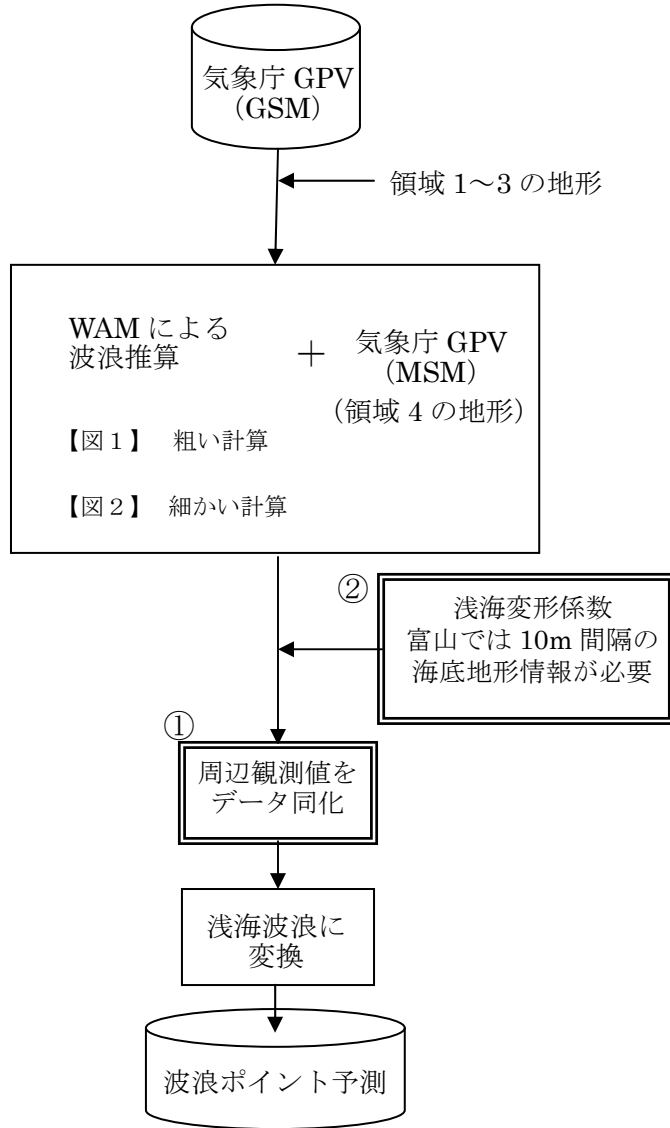 気象庁 GPV
(GSM)
領域 1～3 の地形
WAM による
波浪推算
＋
気象庁 GPV
(MSM)
(領域 4 の地形)
【図１】 粗い計算
【図２】 細かい計算
②
浅海変形係数
富山では 10m 間隔の
海底地形情報が必要
①
周辺観測値を
データ同化
浅海波浪に
変換
波浪ポイント予測